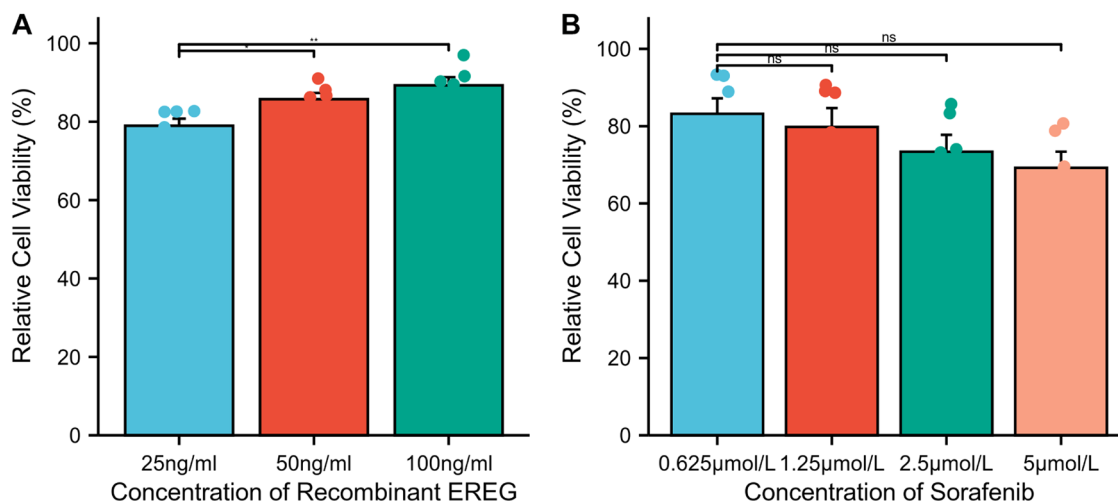 A
Relative Cell Viability (%)
100
80
60
40
20
0
*
**
25ng/ml 50ng/ml 100ng/ml
Concentration of Recombinant EREG
B
Relative Cell Viability (%)
100
80
60
40
20
0
ns
ns
ns
0.625μmol/L 1.25μmol/L 2.5μmol/L 5μmol/L
Concentration of Sorafenib